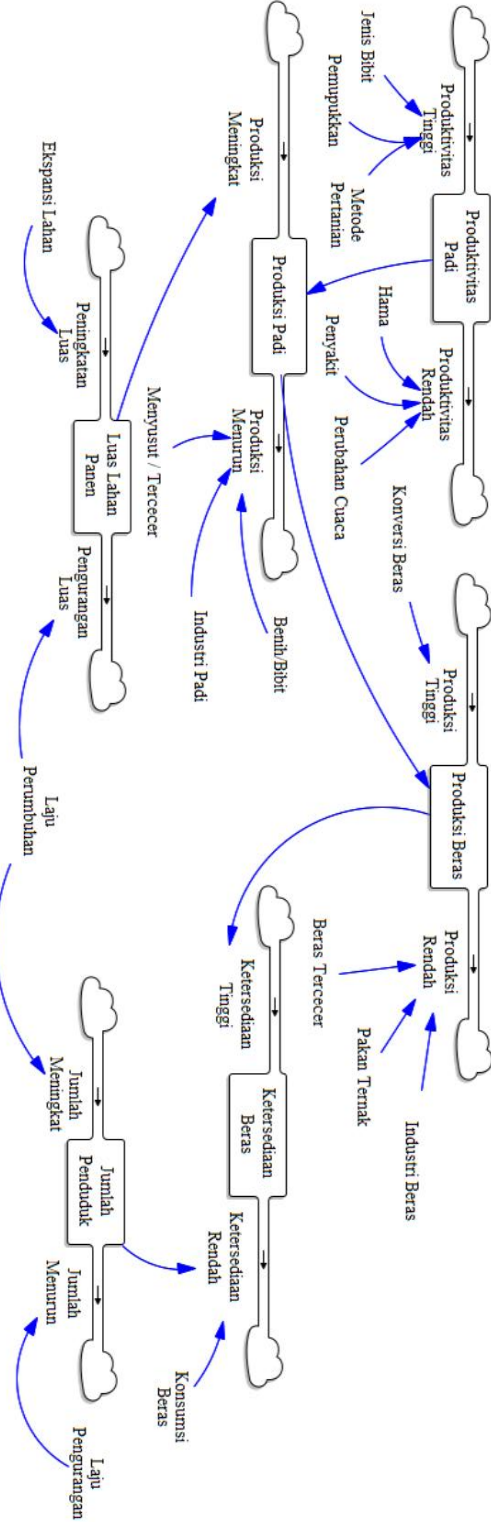 Produktivitas
Tinggi
Produktivitas
Padi
Produktivitas
Rendah
Jenis Bibit
Pemupukkan
Metode
Pertanian
Hama
Penyakit
Perubahan Cuaca
Konversi Beras
Produksi
Tinggi
Produksi Beras
Produksi
Rendah
Beras Tercecer
Pakan Ternak
Industri Beras
Produksi
Meningkat
Produksi Padi
Produksi
Menurun
Menyusut / Tercecer
Industri Padi
Benih/Bibit
Ketersediaan
Tinggi
Ketersediaan
Beras
Ketersediaan
Rendah
Konsumsi
Beras
Ekspansi Lahan
Peningkatan
Luas
Luas Lahan
Panen
Pengurangan
Luas
Laju
Perumbuhan
Jumlah
Meningkat
Jumlah
Penduduk
Jumlah
Menurun
Laju
Pengurangan